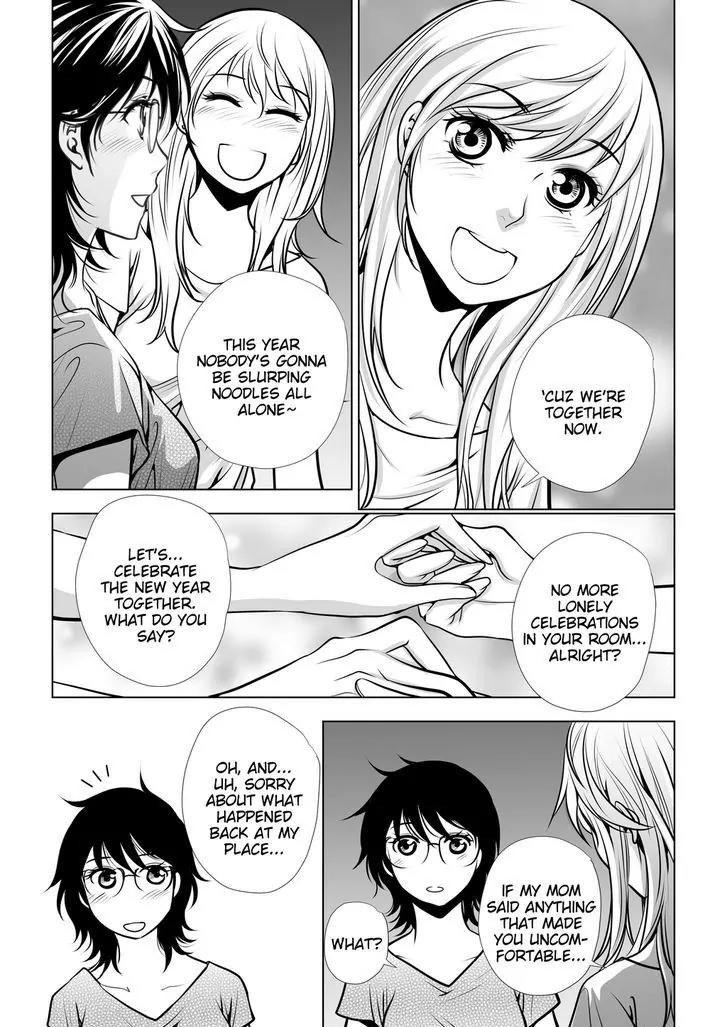 THIS YEAR
NOBODY'S GONNA
BE SLURPING
NOODLES ALL
ALONE~
'CUZ WE'RE
TOGETHER
NOW.
LET'S...
CELEBRATE
THE NEW YEAR
TOGETHER.
WHAT DO YOU
SAY?
NO MORE
LONELY
CELEBRATIONS
IN YOUR ROOM...
ALRIGHT?
OH, AND...
UH, SORRY
ABOUT WHAT
HAPPENED
BACK AT MY
PLACE...
WHAT?
IF MY MOM
SAID ANYTHING
THAT MADE
YOU UNCOM-
FORTABLE...